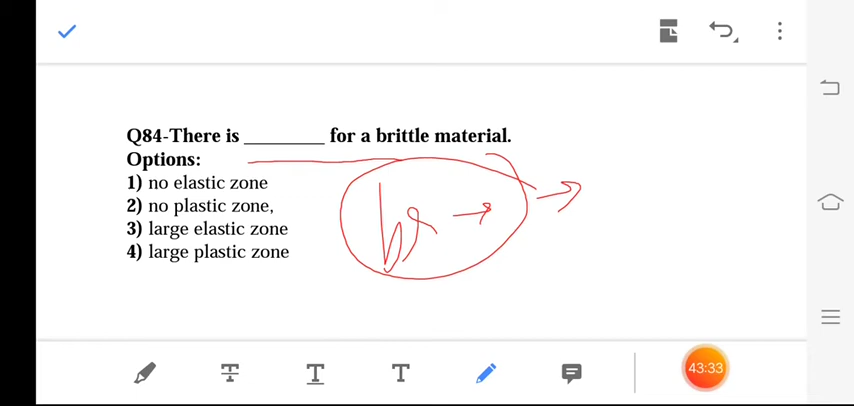 Q84-There is ________ for a brittle material.
Options:
1) no elastic zone
2) no plastic zone,
3) large elastic zone
4) large plastic zone
br →
T T T
43:33